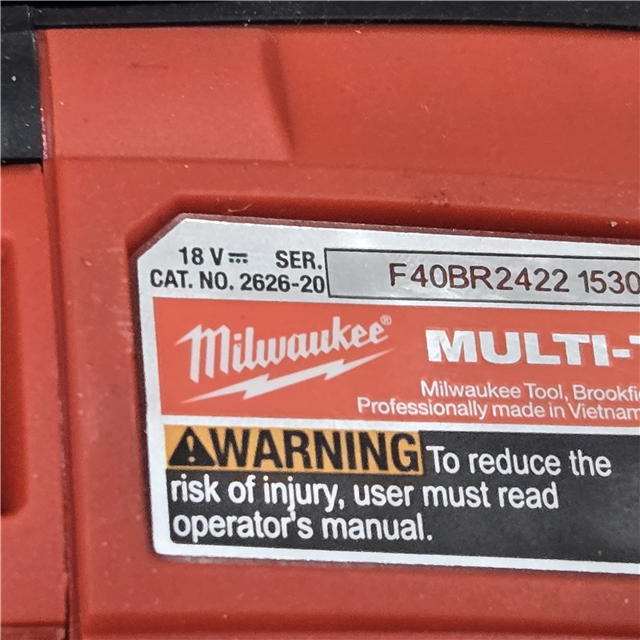 18 V⎓ SER. F40BR2422 1530
CAT. NO. 2626-20
Milwaukee®
MULTI-
Milwaukee Tool,
Professionally made in Vietnam
⚠WARNING To reduce the
risk of injury, user must read
operator's manual.